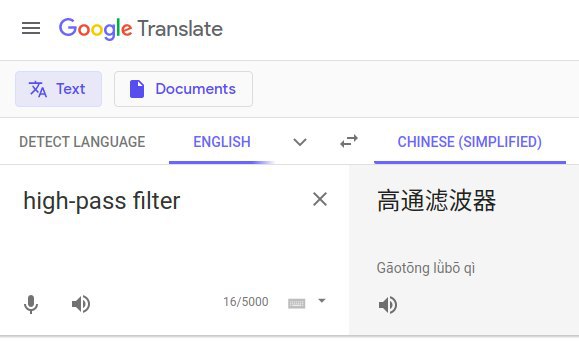 Google Translate
Text Documents
DETECT LANGUAGE ENGLISH CHINESE (SIMPLIFIED)
high-pass filter
高通滤波器
Gāotōng lǜbō qì
16/5000